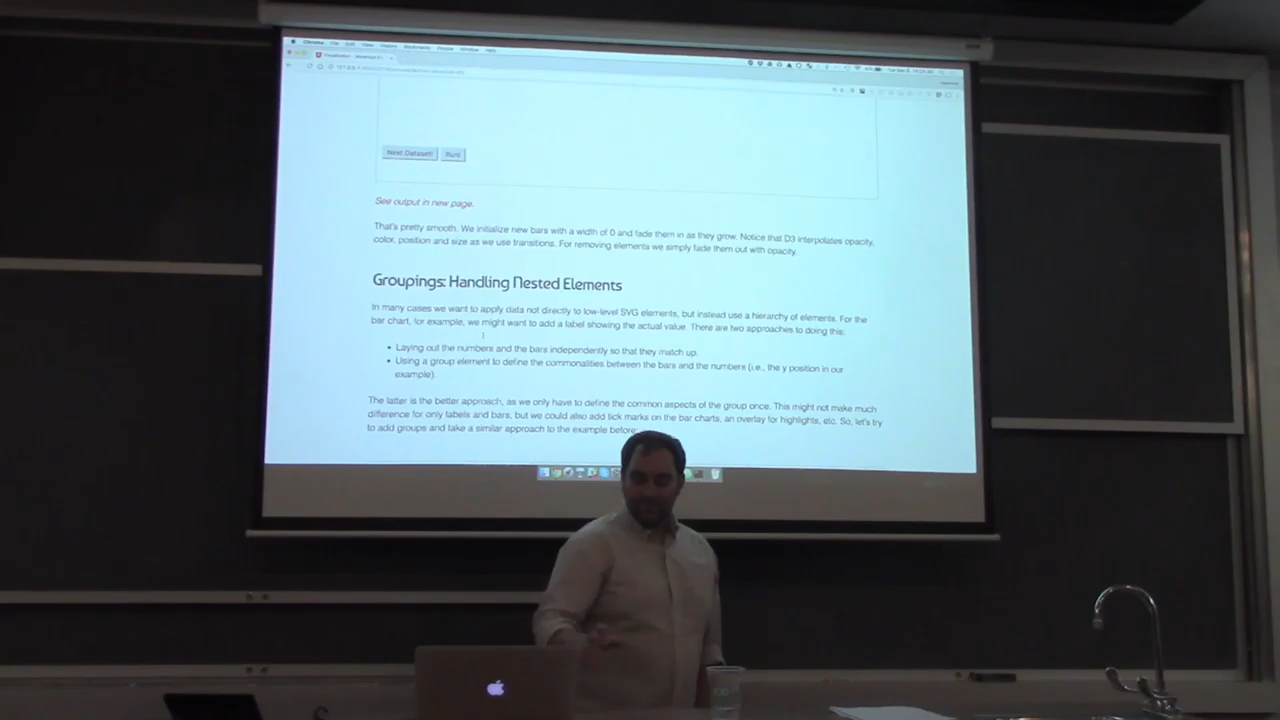 Chrome File Edit View History Bookmarks People Window Help
Next Dataset! Run!
See output in new page.
That's pretty smooth. We initialize new bars with a width of 0 and fade them in as they grow. Notice that D3 interpolates opacity,
color, position and size as we use transitions. For removing elements we simply fade them out with opacity.
Groupings: Handling Nested Elements
In many cases we want to apply data not directly to low-level SVG elements, but instead use a hierarchy of elements. For the
bar chart, for example, we might want to add a label showing the actual value. There are two approaches to doing this:
• Laying out the numbers and the bars independently so that they match up.
• Using a group element to define the commonalities between the bars and the numbers (i.e., the y position in our
example).
The latter is the better approach, as we only have to define the common aspects of the group once. This might not make much
difference for only labels and bars, but we could also add tick marks on the bar charts, an overlay for highlights, etc. So, let's try
to add groups and take a similar approach to the example before: